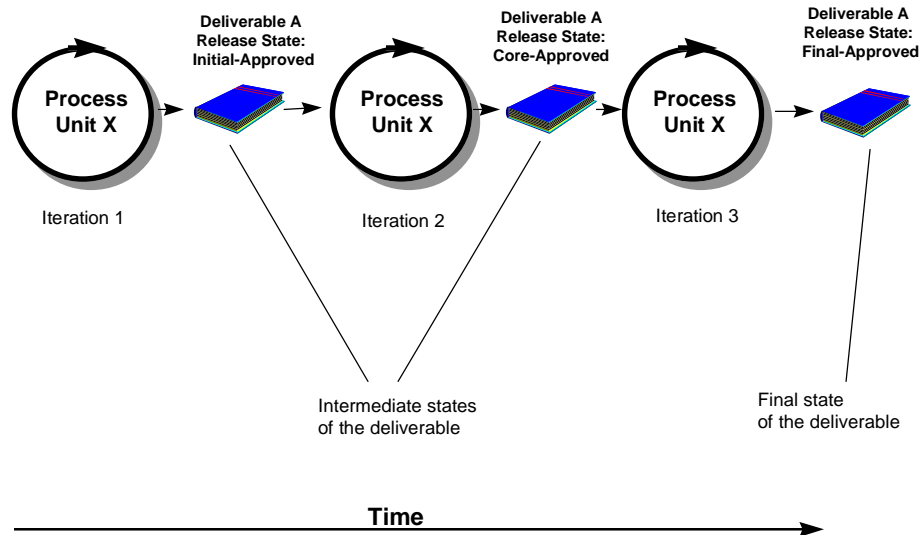 Deliverable A
Release State:
Initial-Approved
Deliverable A
Release State:
Core-Approved
Deliverable A
Release State:
Final-Approved
Process
Unit X
Process
Unit X
Process
Unit X
Iteration 1
Iteration 2
Iteration 3
Intermediate states
of the deliverable
Final state
of the deliverable
Time